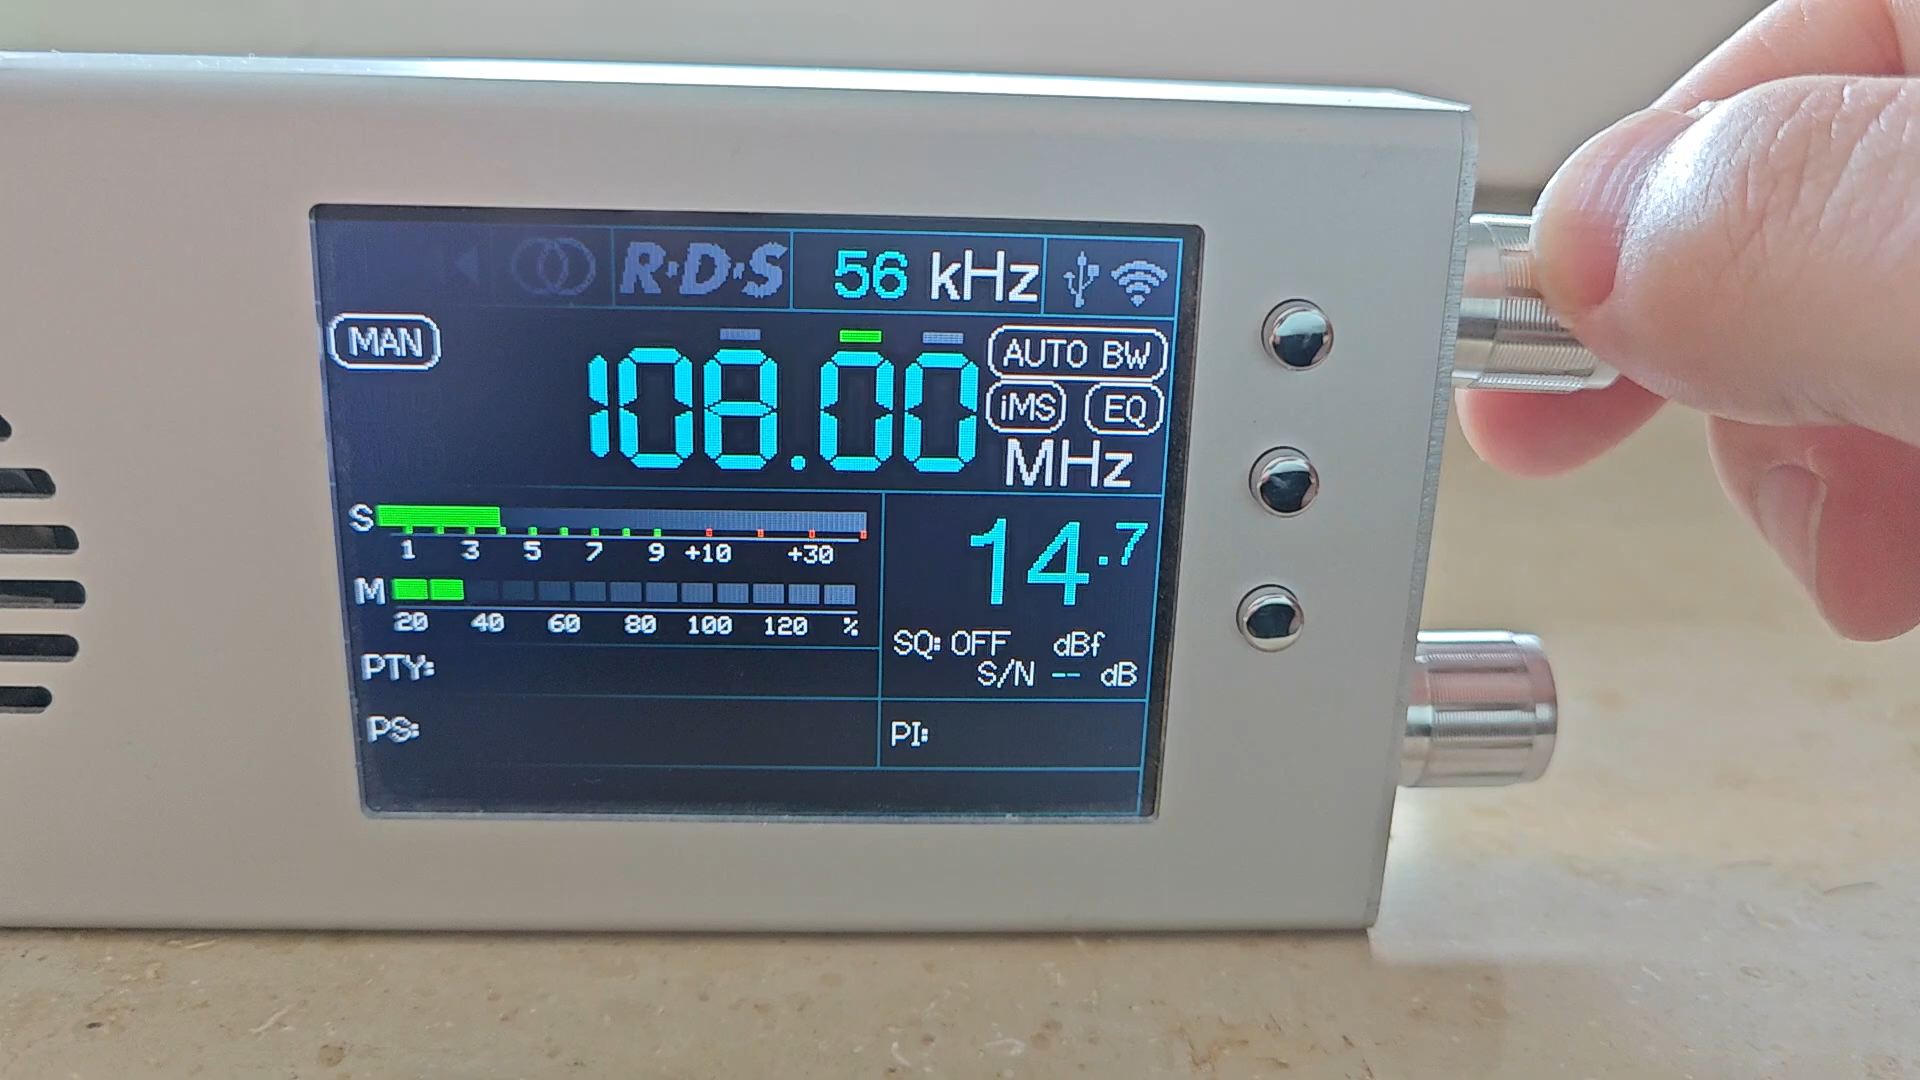 R·D·S 56 kHz
MAN
108.00
AUTO BW
iMS EQ
MHz
S
1 3 5 7 9 +10 +30
M
20 40 60 80 100 120 %
14.7
SQ: OFF dBf
S/N -- dB
PTY:
PS:
PI: